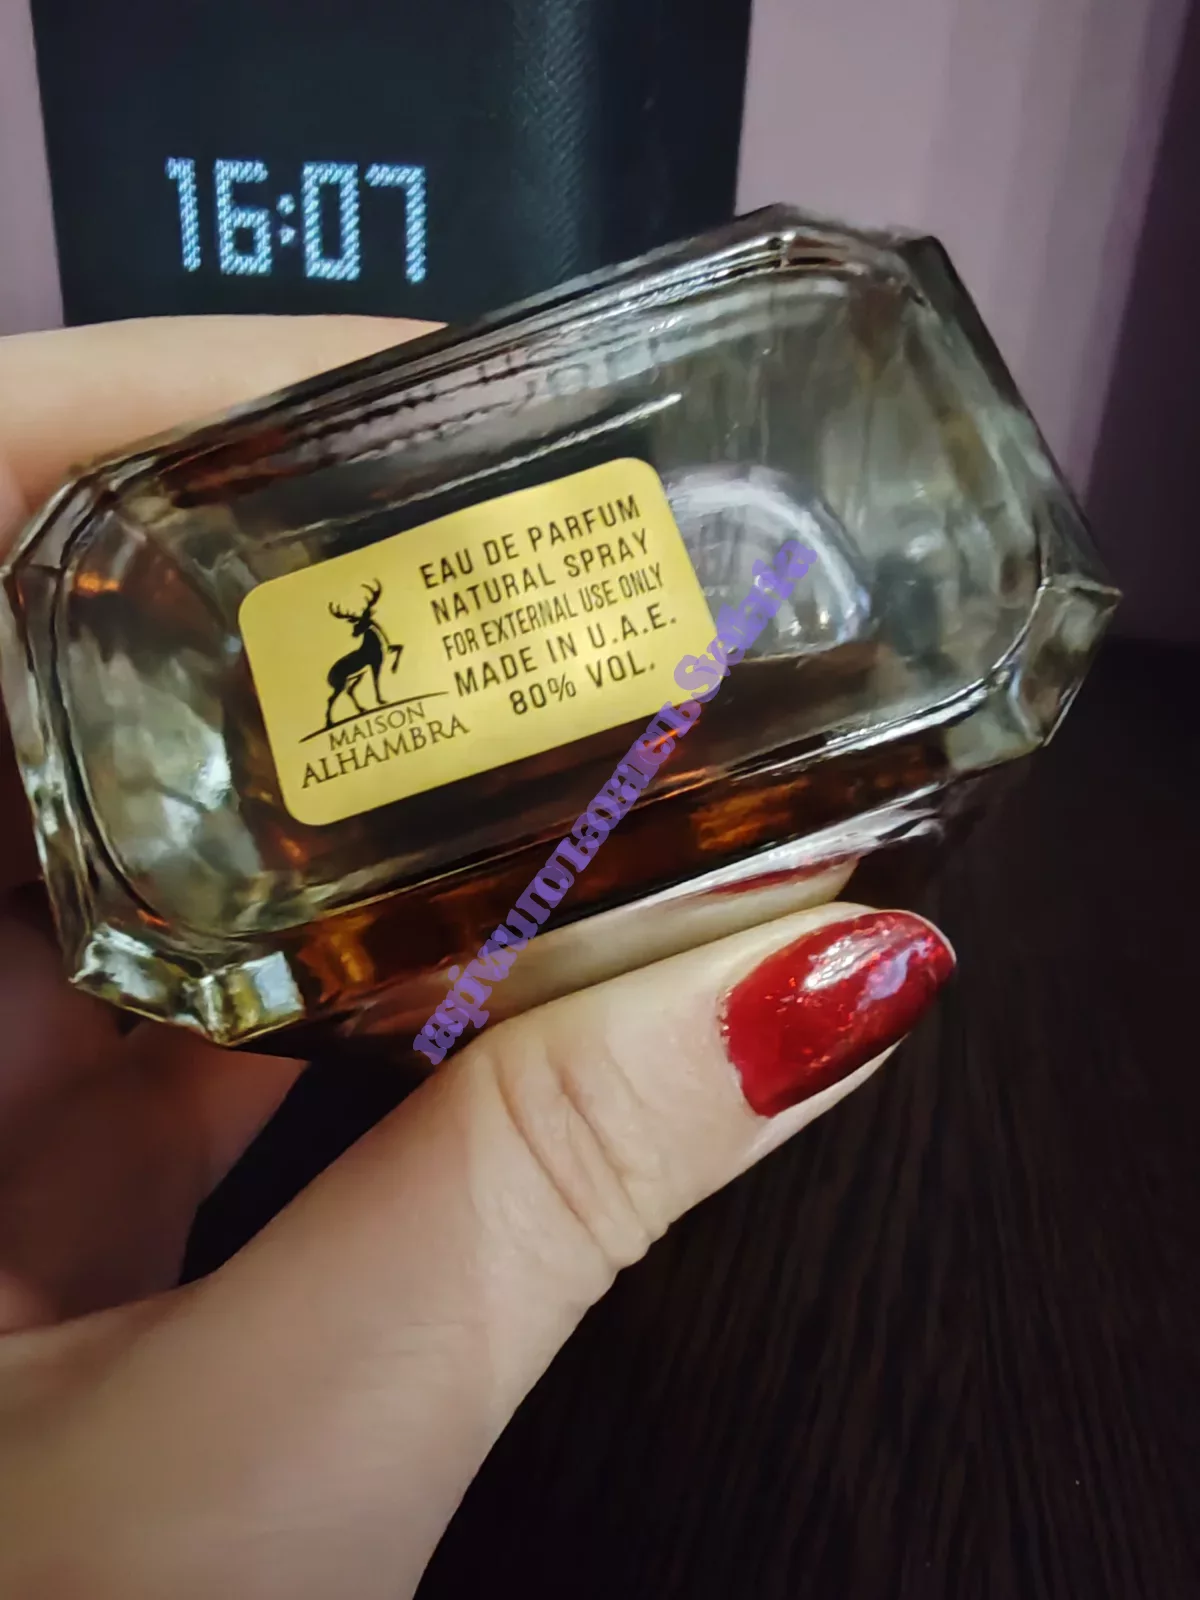 16:07
EAU DE PARFUM
NATURAL SPRAY
FOR EXTERNAL USE ONLY
MADE IN U.A.E.
80% VOL.
MAISON
ALHAMBRA